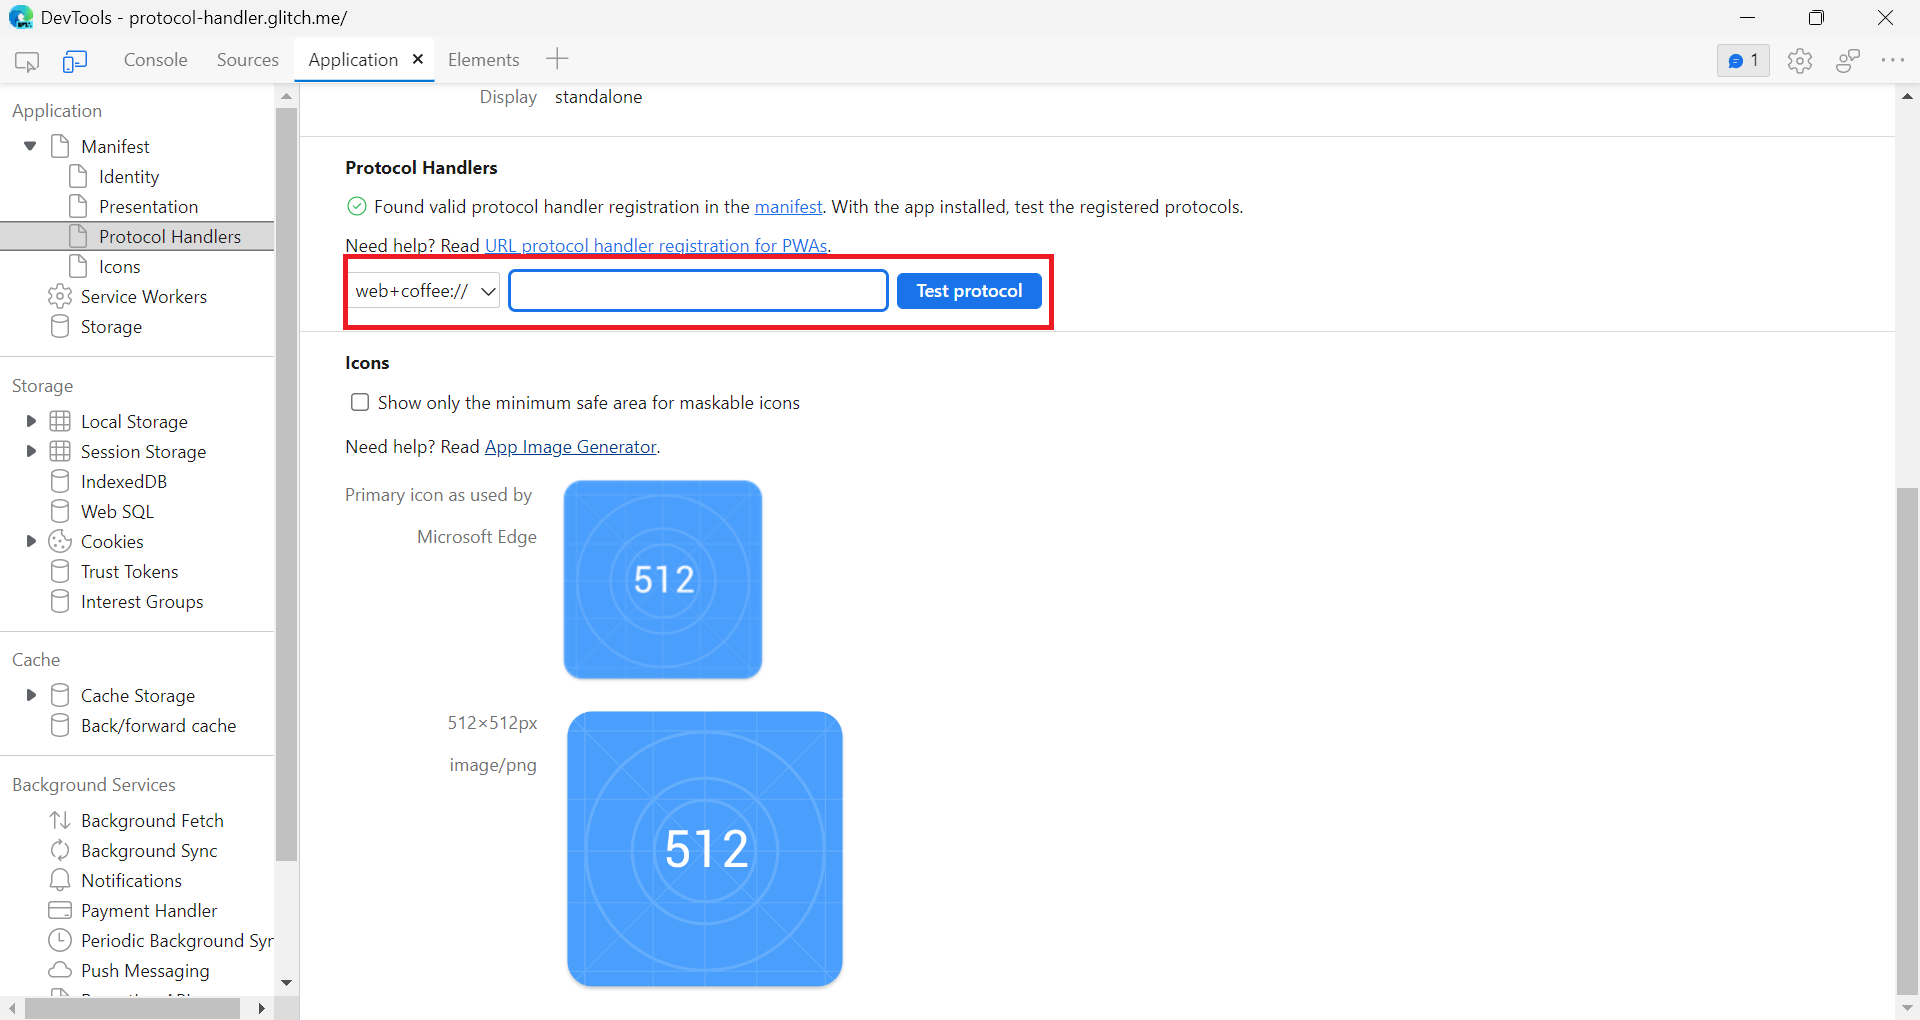 DevTools - protocol-handler.glitch.me/
Console Sources Application Elements 1
Application
Manifest
Identity
Presentation
Protocol Handlers
Icons
Service Workers
Storage
Storage
Local Storage
Session Storage
IndexedDB
Web SQL
Cookies
Trust Tokens
Interest Groups
Cache
Cache Storage
Back/forward cache
Background Services
Background Fetch
Background Sync
Notifications
Payment Handler
Periodic Background Syn
Push Messaging
Display standalone
Protocol Handlers
Found valid protocol handler registration in the manifest. With the app installed, test the registered protocols.
Need help? Read URL protocol handler registration for PWAs.
web+coffee:// Test protocol
Icons
Show only the minimum safe area for maskable icons
Need help? Read App Image Generator.
Primary icon as used by
Microsoft Edge
512
512×512px
image/png
512